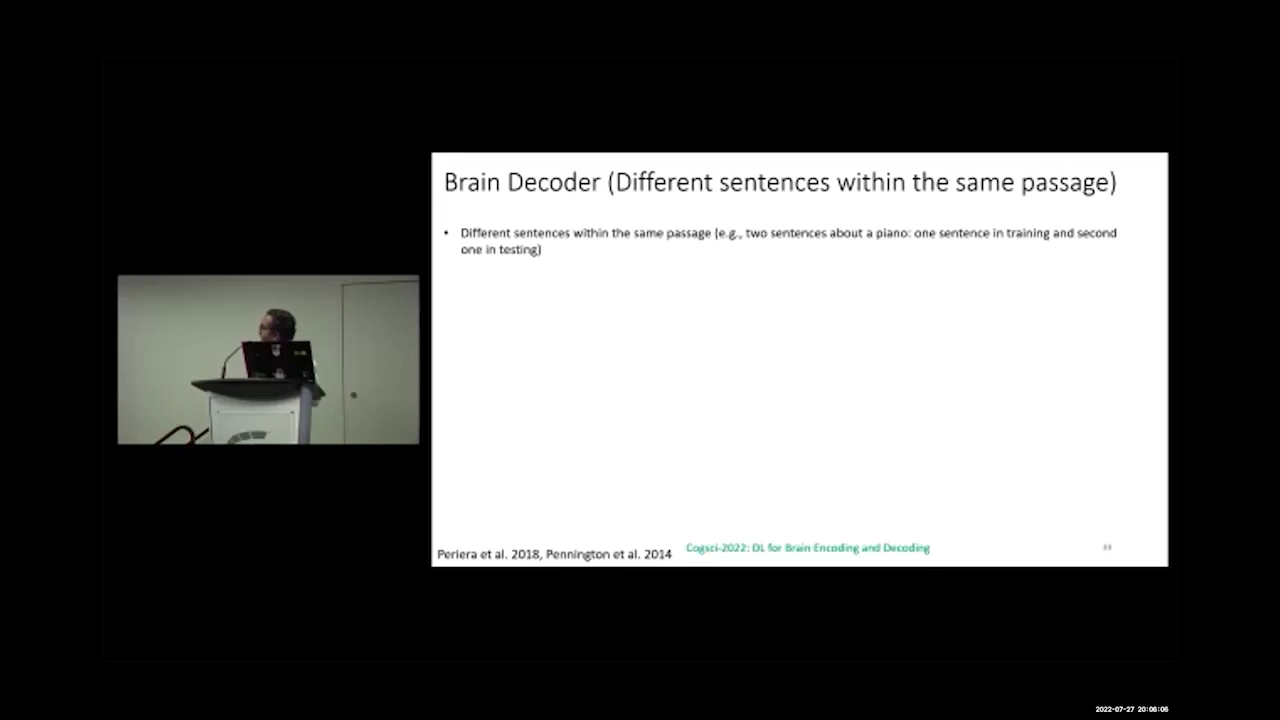 Brain Decoder (Different sentences within the same passage)
• Different sentences within the same passage (e.g., two sentences about a piano: one sentence in training and second
one in testing)
Periera et al. 2018, Pennington et al. 2014
Cogsci-2022: DL for Brain Encoding and Decoding
2022-07-27 20:06:06